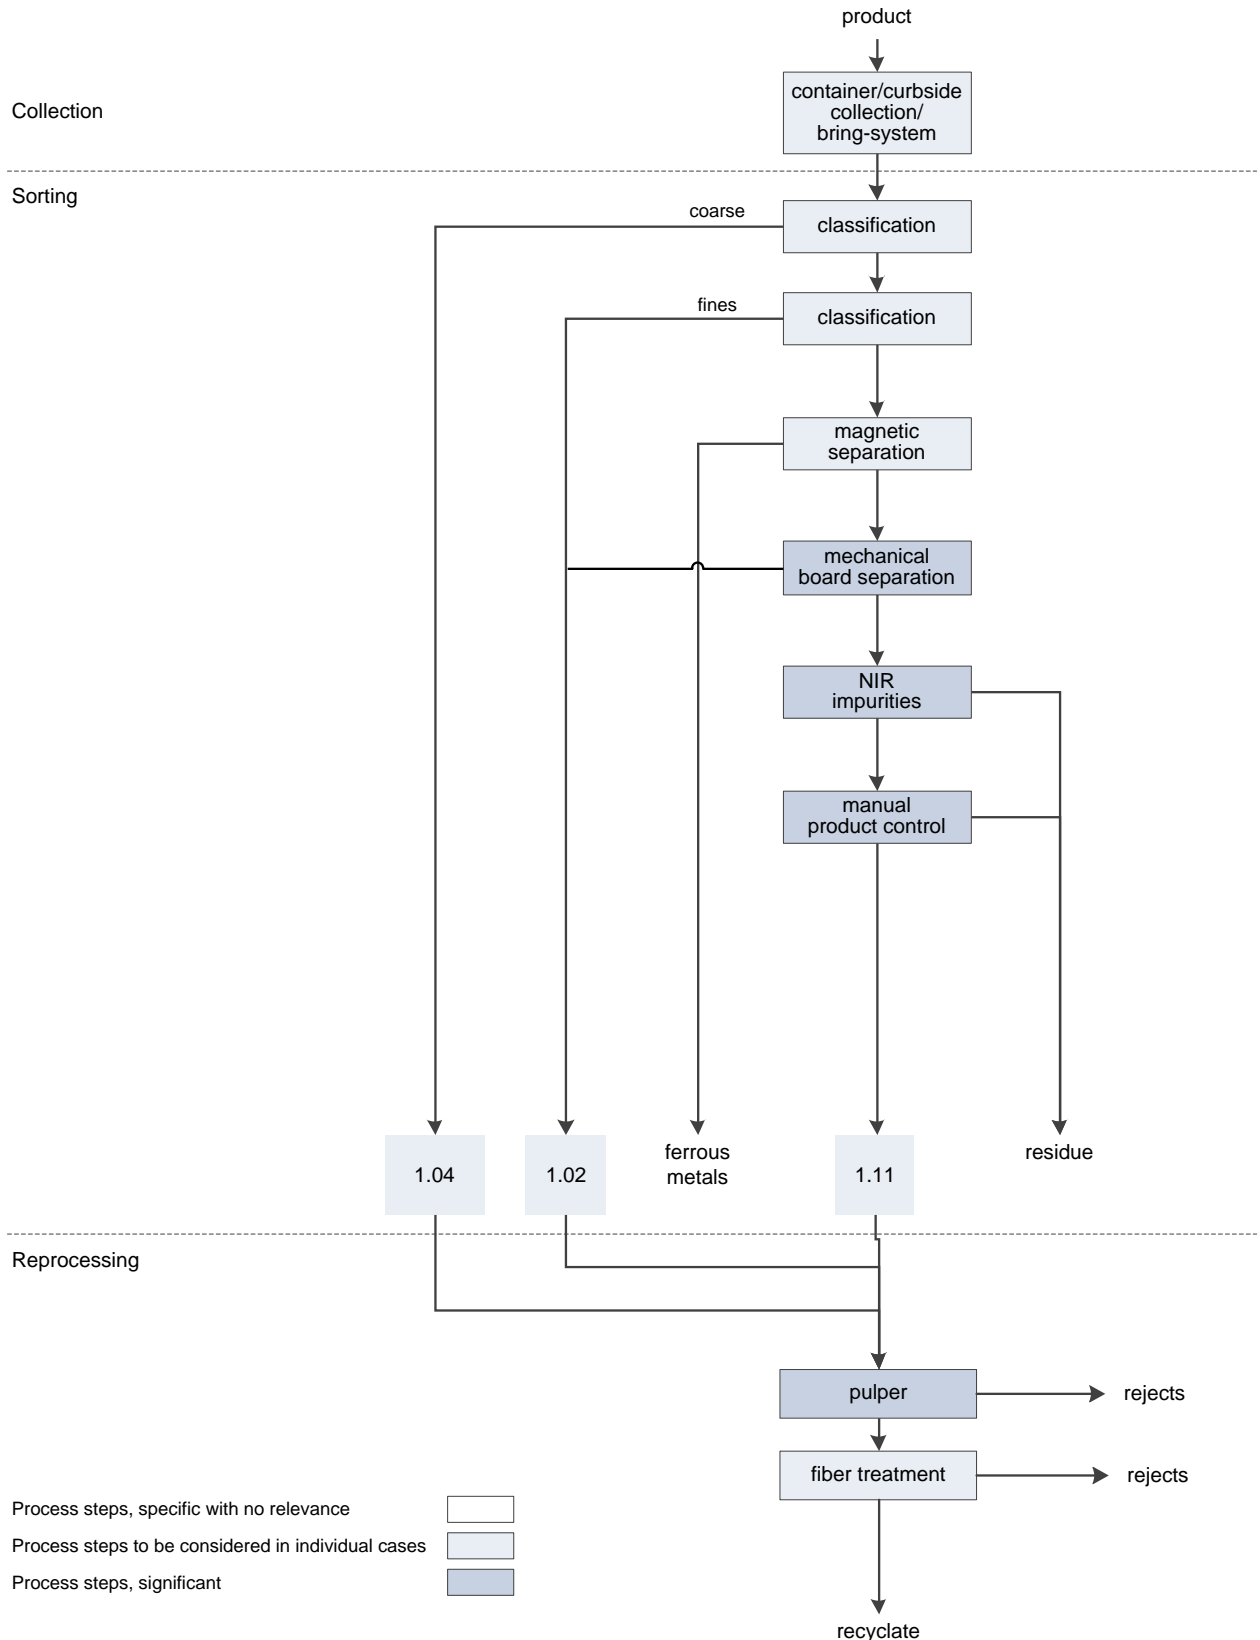 product
Collection
container/curbside
collection/
bring-system
Sorting
coarse
classification
fines
classification
magnetic
separation
mechanical
board separation
NIR
impurities
manual
product control
1.04
1.02
ferrous
metals
1.11
residue
Reprocessing
pulper
rejects
fiber treatment
rejects
Process steps, specific with no relevance
Process steps to be considered in individual cases
Process steps, significant
recyclate